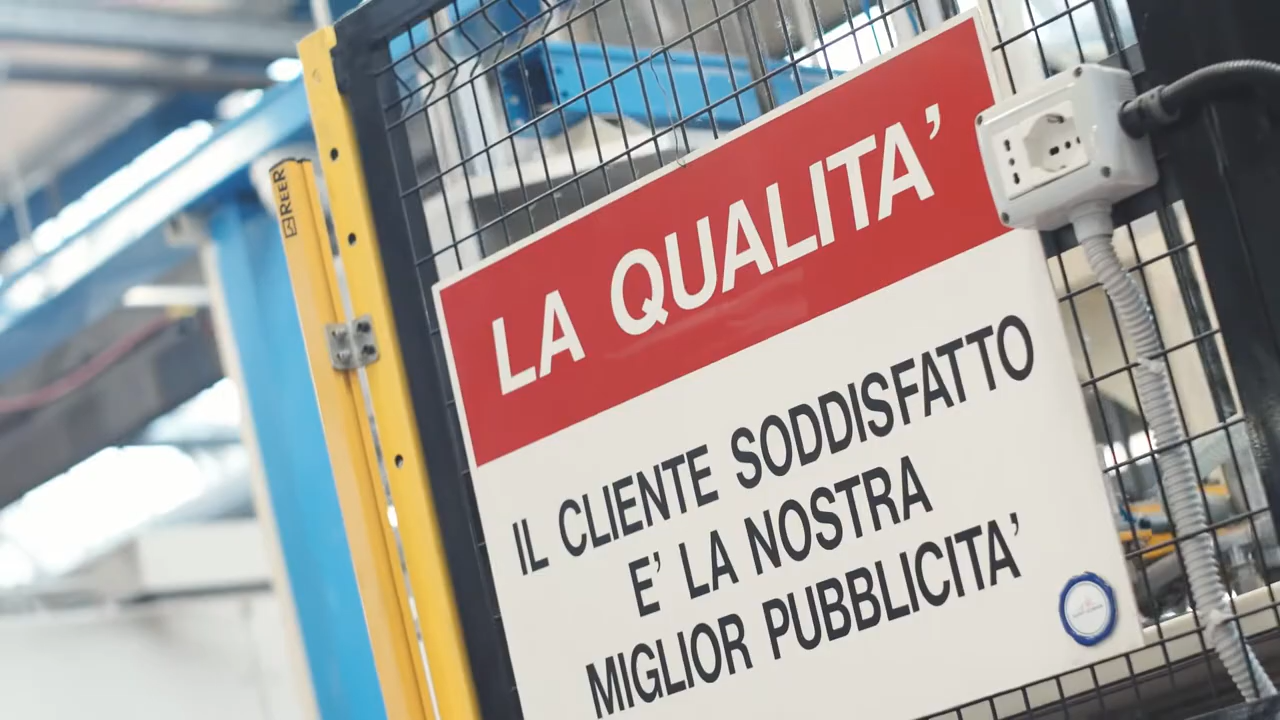 REER
LA QUALITA'
IL CLIENTE SODDISFATTO
E' LA NOSTRA
MIGLIOR PUBBLICITA'